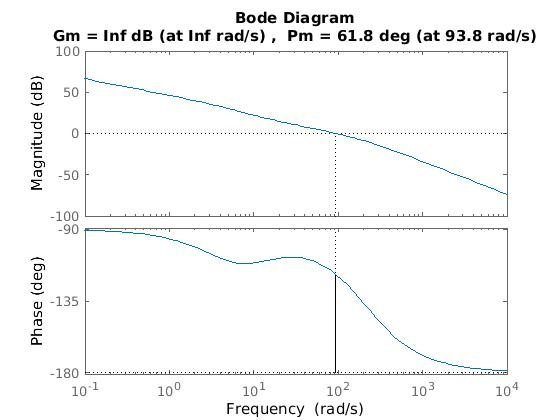 Bode Diagram
Gm = Inf dB (at Inf rad/s) ,  Pm = 61.8 deg (at 93.8 rad/s)
100
50
0
-50
-100
Magnitude (dB)
-90
-135
-180
Phase (deg)
10^-1 10^0 10^1 10^2 10^3 10^4
Frequency  (rad/s)